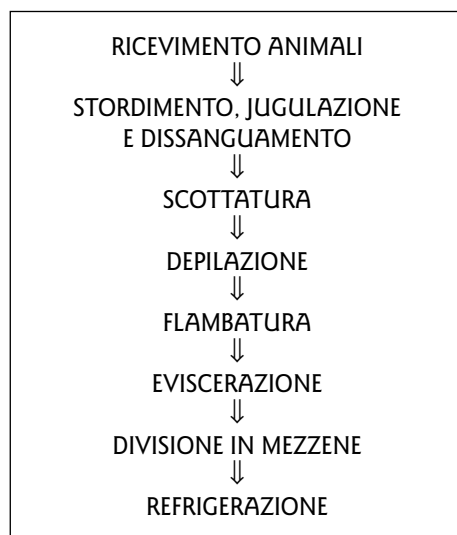 RICEVIMENTO ANIMALI
⇓
STORDIMENTO, JUGULAZIONE
E DISSANGUAMENTO
⇓
SCOTTATURA
⇓
DEPILAZIONE
⇓
FLAMBATURA
⇓
EVISCERAZIONE
⇓
DIVISIONE IN MEZZENE
⇓
REFRIGERAZIONE